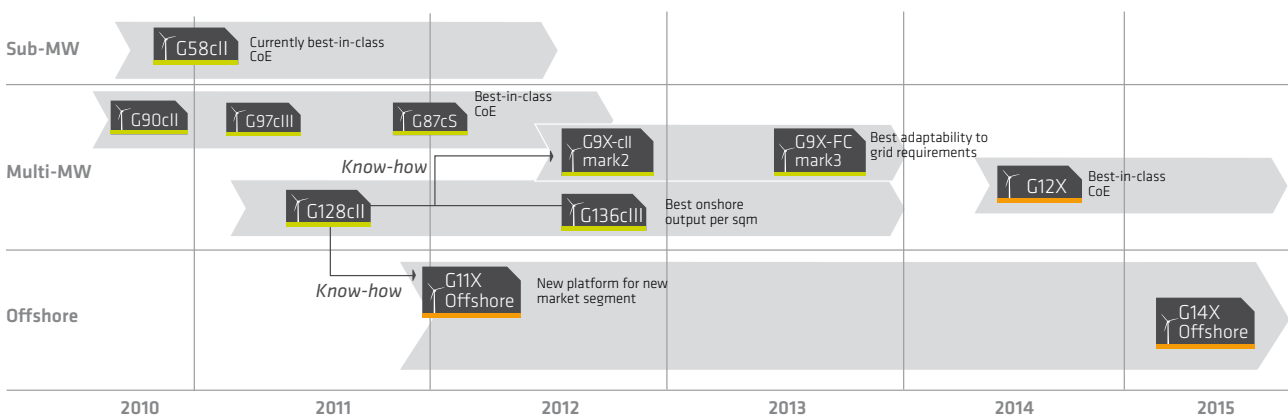 Sub-MW
G58cII
Currently best-in-class
CoE
Multi-MW
G90cII
G97cIII
G87cS
Best-in-class
CoE
Know-how
G9X-cII
mark2
G9X-FC
mark3
Best adaptability to
grid requirements
G128cII
G136cIII
Best onshore
output per sqm
G12X
Best-in-class
CoE
Offshore
Know-how
G11X
Offshore
New platform for new
market segment
G14X
Offshore
2010
2011
2012
2013
2014
2015